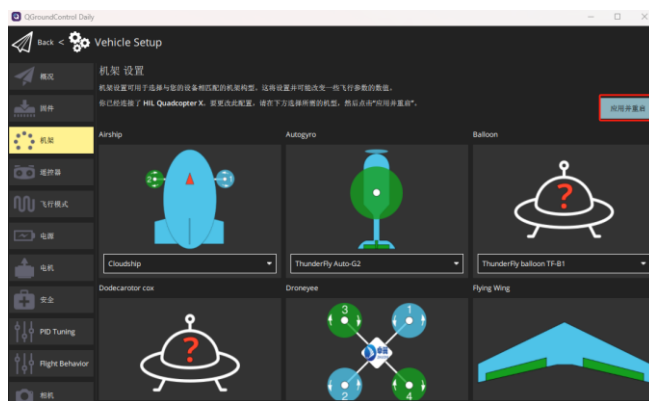 QGroundControl Daily
Back < Vehicle Setup
概况
固件
机架
遥控器
飞行模式
电源
电机
安全
PID Tuning
Flight Behavior
相机
机架 设置
机架设置可用于选择与您的设备相匹配的机架构型。这将设置并可能改变一些飞行参数的数值。
你已经连接了 HIL Quadcopter X。要更改此配置，请在下方选择所需的机型，然后点击“应用并重启”。
应用并重启
Airship
Autogyro
Balloon
2
1
?
Cloudship
ThunderFly Auto-G2
ThunderFly balloon TF-B1
Dodecarotor cox
Droneyee
Flying Wing
?
3
1
2
4